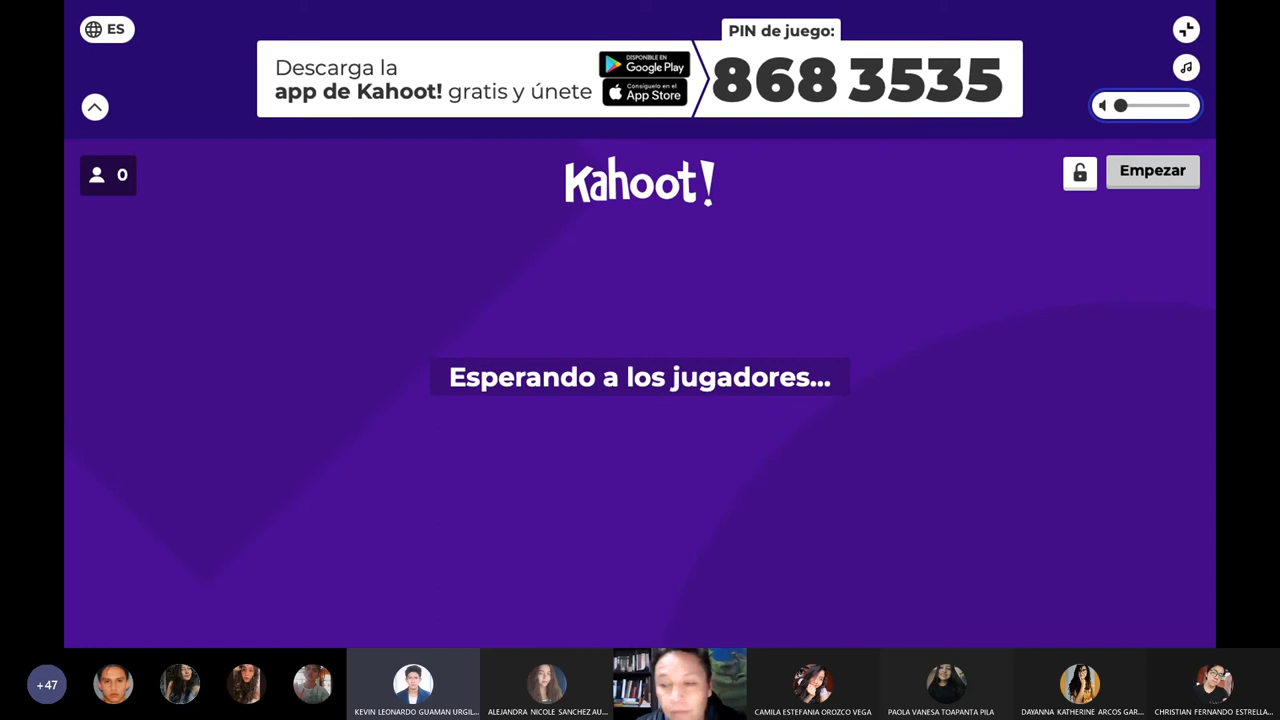 ES
PIN de juego:
Descarga la
app de Kahoot! gratis y únete
DISPONIBLE EN
Google Play
Consíguelo en el
App Store
868 3535
0
Kahoot!
Empezar
Esperando a los jugadores...
+47
KEVIN LEONARDO GUAMAN URGIL...
ALEJANDRA NICOLE SANCHEZ AU...
CAMILA ESTEFANIA OROZCO VEGA
PAOLA VANESA TOAPANTA PILA
DAYANNA KATHERINE ARCOS GAR...
CHRISTIAN FERNANDO ESTRELLA...